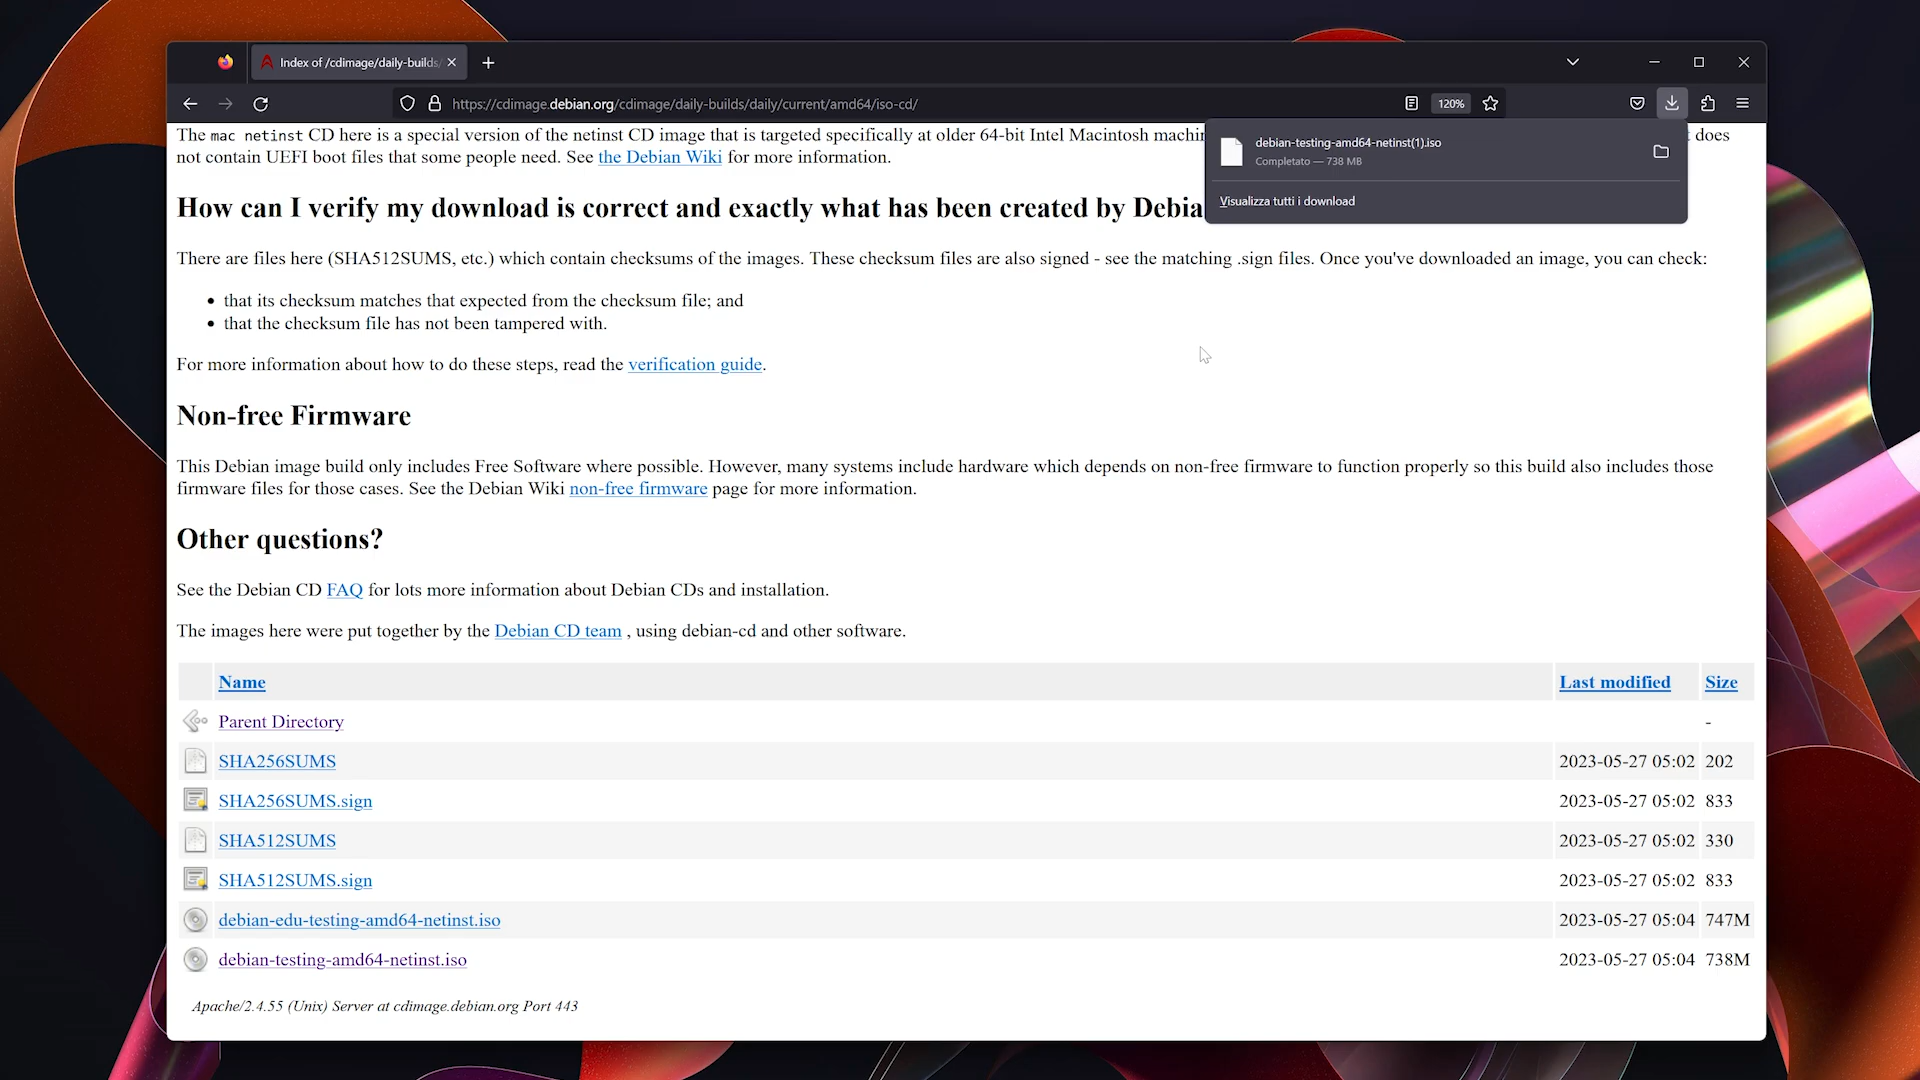 Index of /cdimage/daily-builds/
https://cdimage.debian.org/cdimage/daily-builds/daily/current/amd64/iso-cd/
120%
debian-testing-amd64-netinst(1).iso
Completato — 738 MB
Visualizza tutti i download
The mac netinst CD here is a special version of the netinst CD image that is targeted specifically at older 64-bit Intel Macintosh machin does
not contain UEFI boot files that some people need. See the Debian Wiki for more information.
How can I verify my download is correct and exactly what has been created by Debia
There are files here (SHA512SUMS, etc.) which contain checksums of the images. These checksum files are also signed - see the matching .sign files. Once you've downloaded an image, you can check:
• that its checksum matches that expected from the checksum file; and
• that the checksum file has not been tampered with.
For more information about how to do these steps, read the verification guide.
Non-free Firmware
This Debian image build only includes Free Software where possible. However, many systems include hardware which depends on non-free firmware to function properly so this build also includes those
firmware files for those cases. See the Debian Wiki non-free firmware page for more information.
Other questions?
See the Debian CD FAQ for lots more information about Debian CDs and installation.
The images here were put together by the Debian CD team , using debian-cd and other software.
Name Last modified Size
Parent Directory -
SHA256SUMS 2023-05-27 05:02 202
SHA256SUMS.sign 2023-05-27 05:02 833
SHA512SUMS 2023-05-27 05:02 330
SHA512SUMS.sign 2023-05-27 05:02 833
debian-edu-testing-amd64-netinst.iso 2023-05-27 05:04 747M
debian-testing-amd64-netinst.iso 2023-05-27 05:04 738M
Apache/2.4.55 (Unix) Server at cdimage.debian.org Port 443